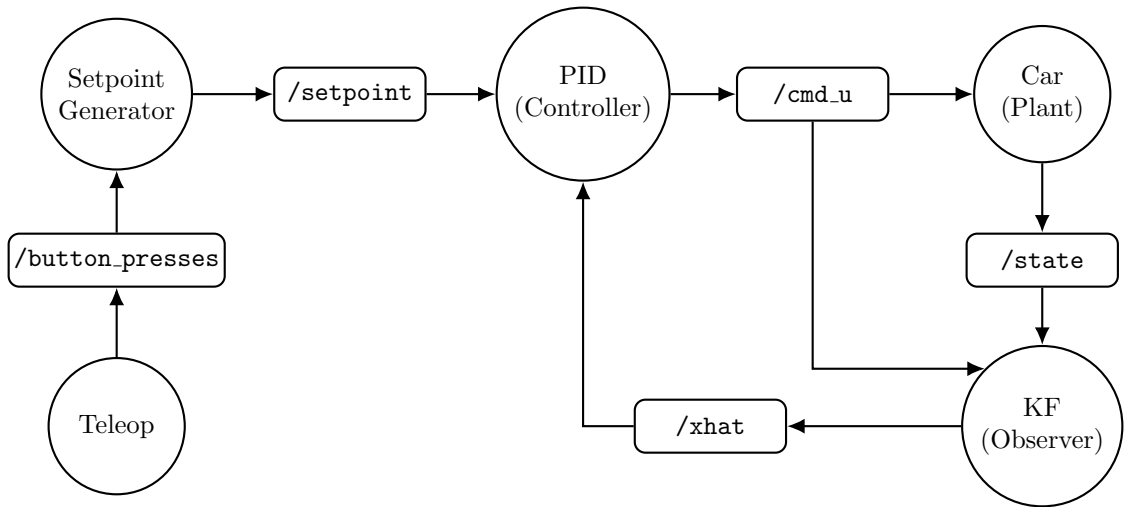 Setpoint
Generator
/setpoint
PID
(Controller)
/cmd_u
Car
(Plant)
/button_presses
/state
Teleop
/xhat
KF
(Observer)